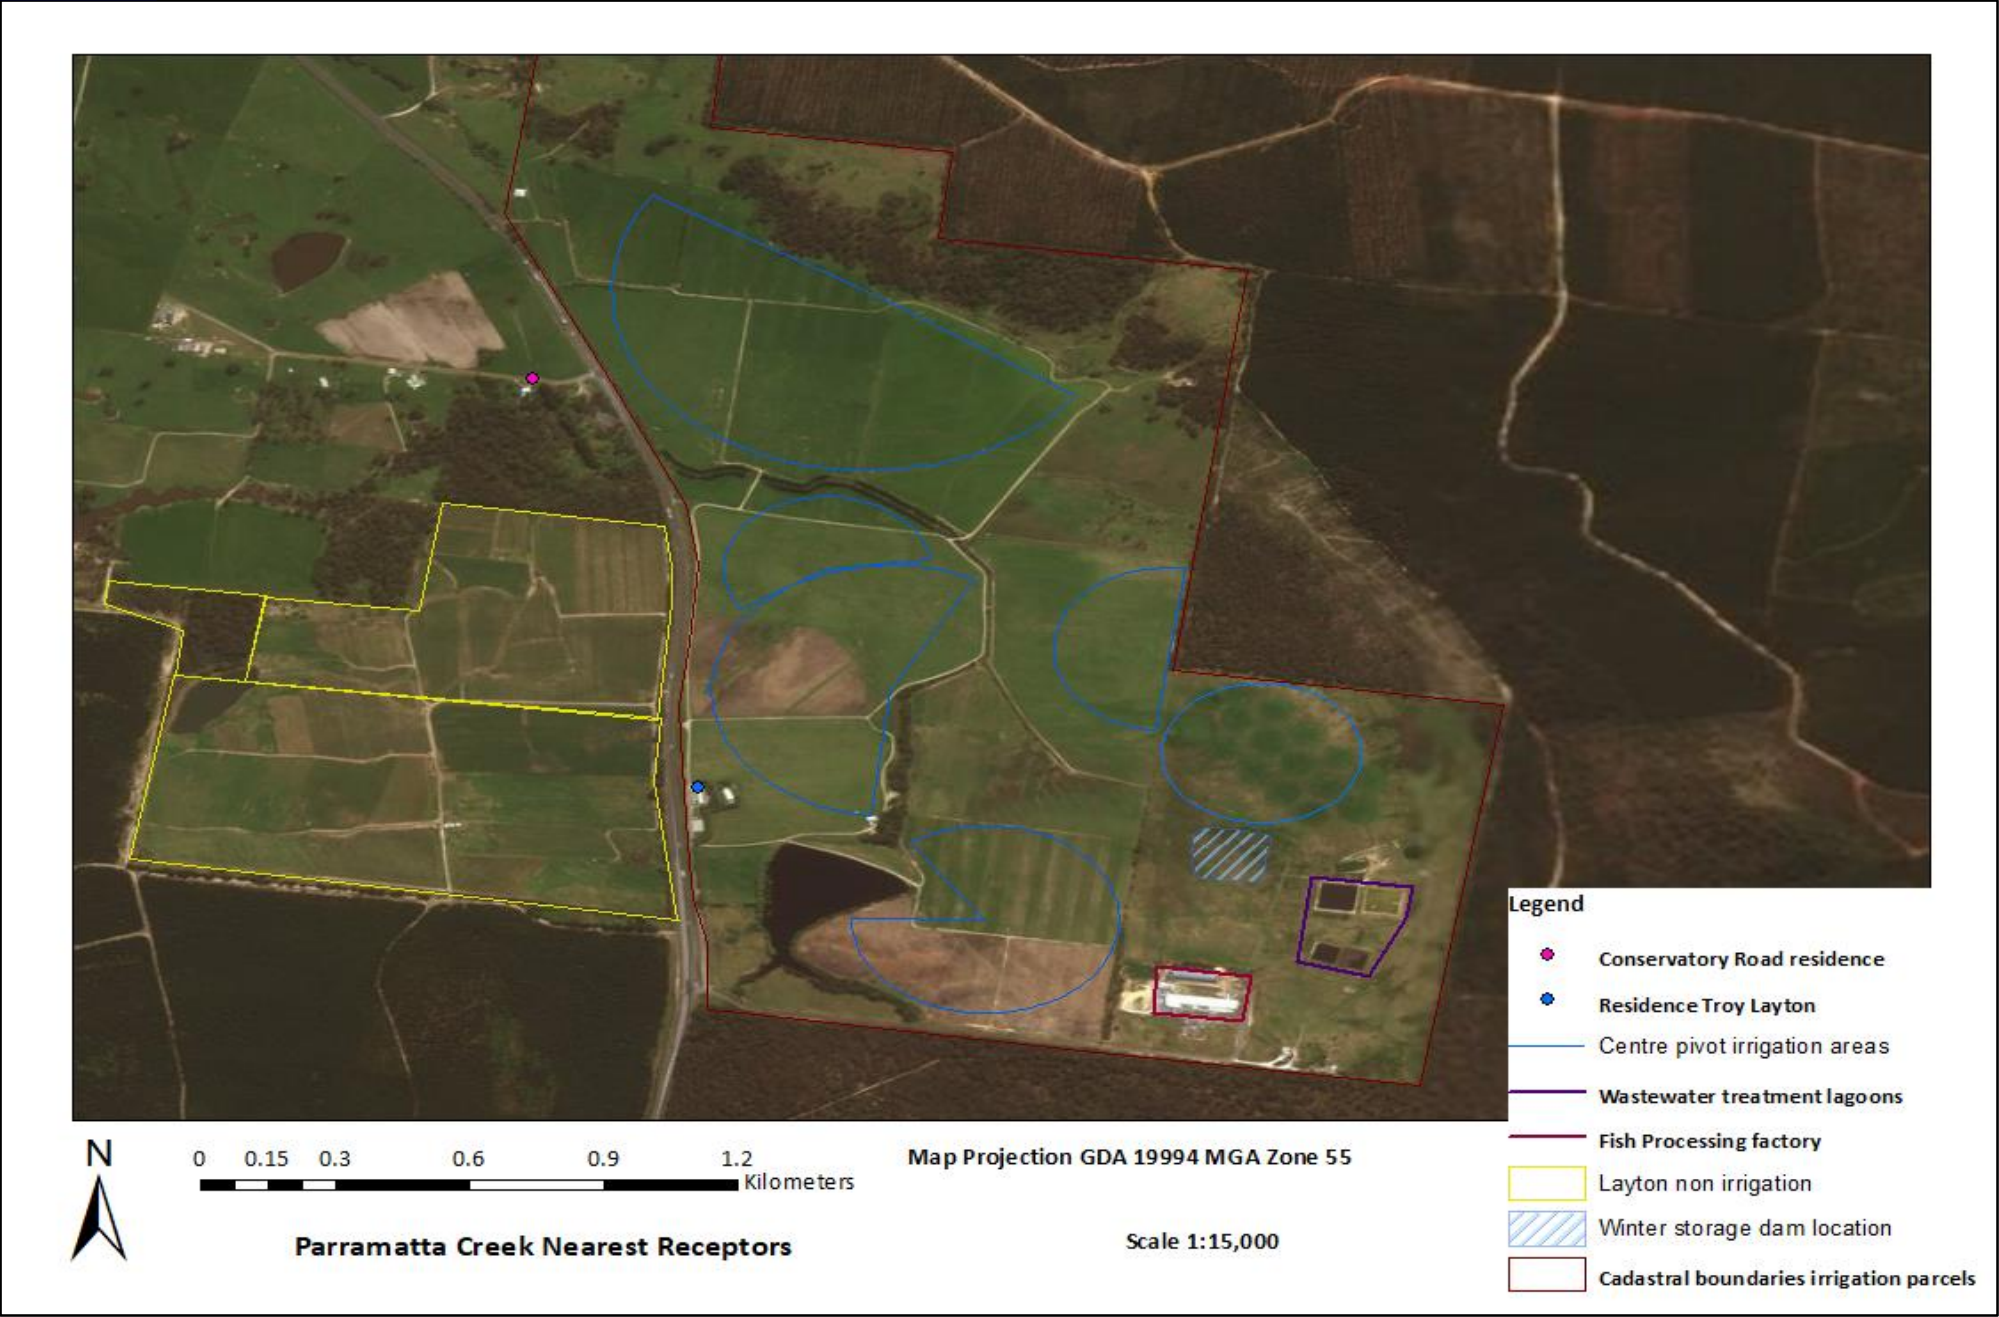 Legend
Conservatory Road residence
Residence Troy Layton
Centre pivot irrigation areas
Wastewater treatment lagoons
Fish Processing factory
Layton non irrigation
Winter storage dam location
Cadastral boundaries irrigation parcels
N
0 0.15 0.3 0.6 0.9 1.2
Kilometers
Map Projection GDA 19994 MGA Zone 55
Parramatta Creek Nearest Receptors
Scale 1:15,000